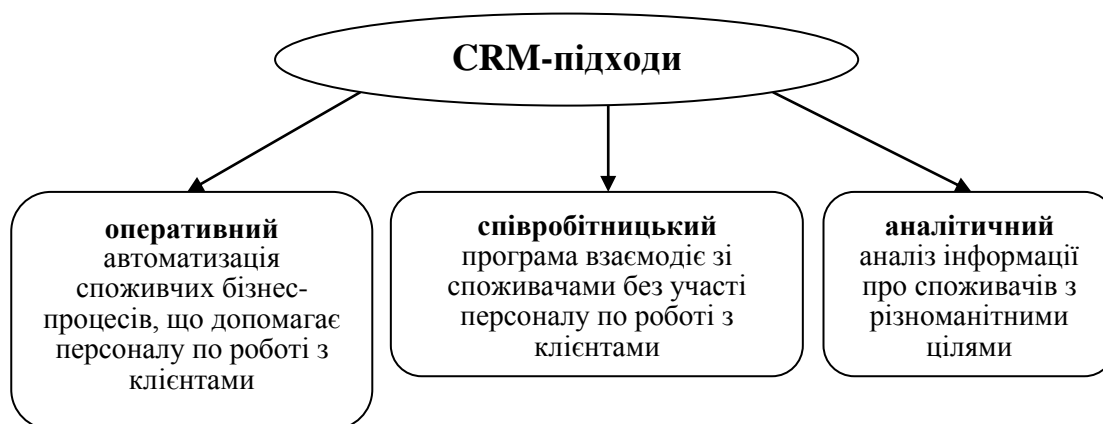 CRM-підходи
оперативний
автоматизація
споживчих бізнес-
процесів, що допомагає
персоналу по роботі з
клієнтами
співробітницький
програма взаємодіє зі
споживачами без участі
персоналу по роботі з
клієнтами
аналітичний
аналіз інформації
про споживачів з
різноманітними
цілями